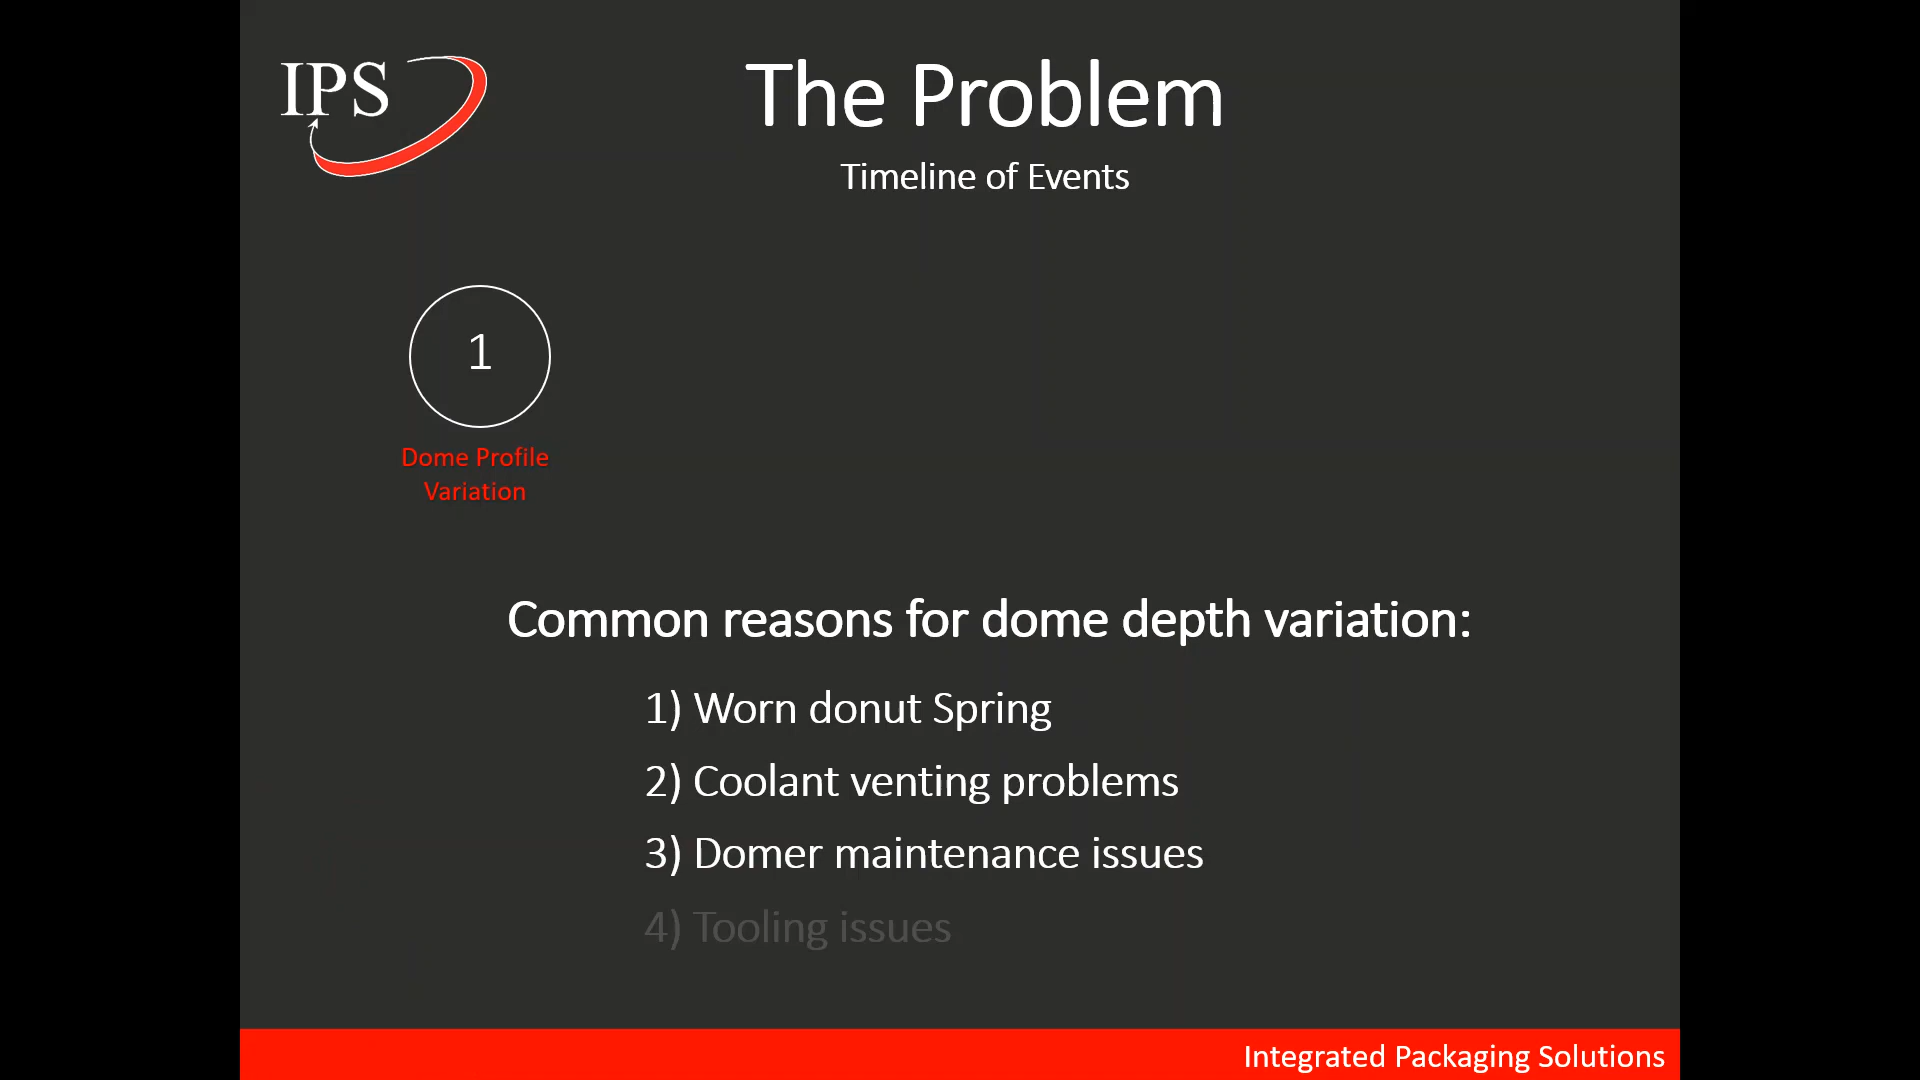 IPS
The Problem
Timeline of Events
1
Dome Profile
Variation
Common reasons for dome depth variation:
1) Worn donut Spring
2) Coolant venting problems
3) Domer maintenance issues
4) Tooling issues
Integrated Packaging Solutions